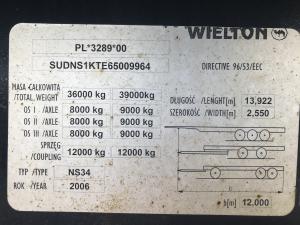 WIELTON
PL*3289*00
SUDNS1KTE65009964
DIRECTIVE 96/53/EEC
MASA CAŁKOWITA
/TOTAL, WEIGHT] 36000 kg 39000kg
OŚ I /AXLE 8000 kg 9000 kg
OŚ II /AXLE 8000 kg 9000 kg
OŚ III /AXLE 8000 kg 9000 kg
SPRZĘG
/COUPLING 12000 kg 12000 kg
TYP /TYPE/ NS34
ROK /YEAR/ 2006
DŁUGOŚĆ /LENGHT[m] 13,922
SZEROKOŚĆ /WIDTH[m] 2,550
b[m] 12,000